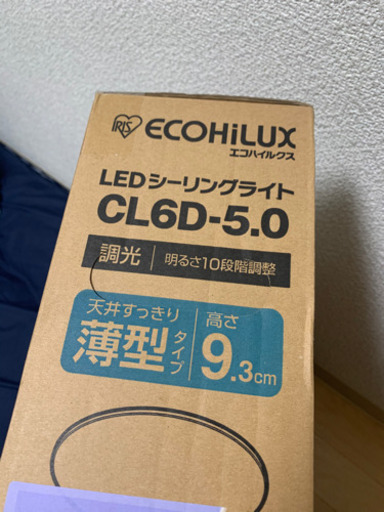 IRIS ECOHiLUX
エコハイルクス
LEDシーリングライト
CL6D-5.0
調光 明るさ10段階調整
天井すっきり
薄型タイプ
高さ
9.3cm